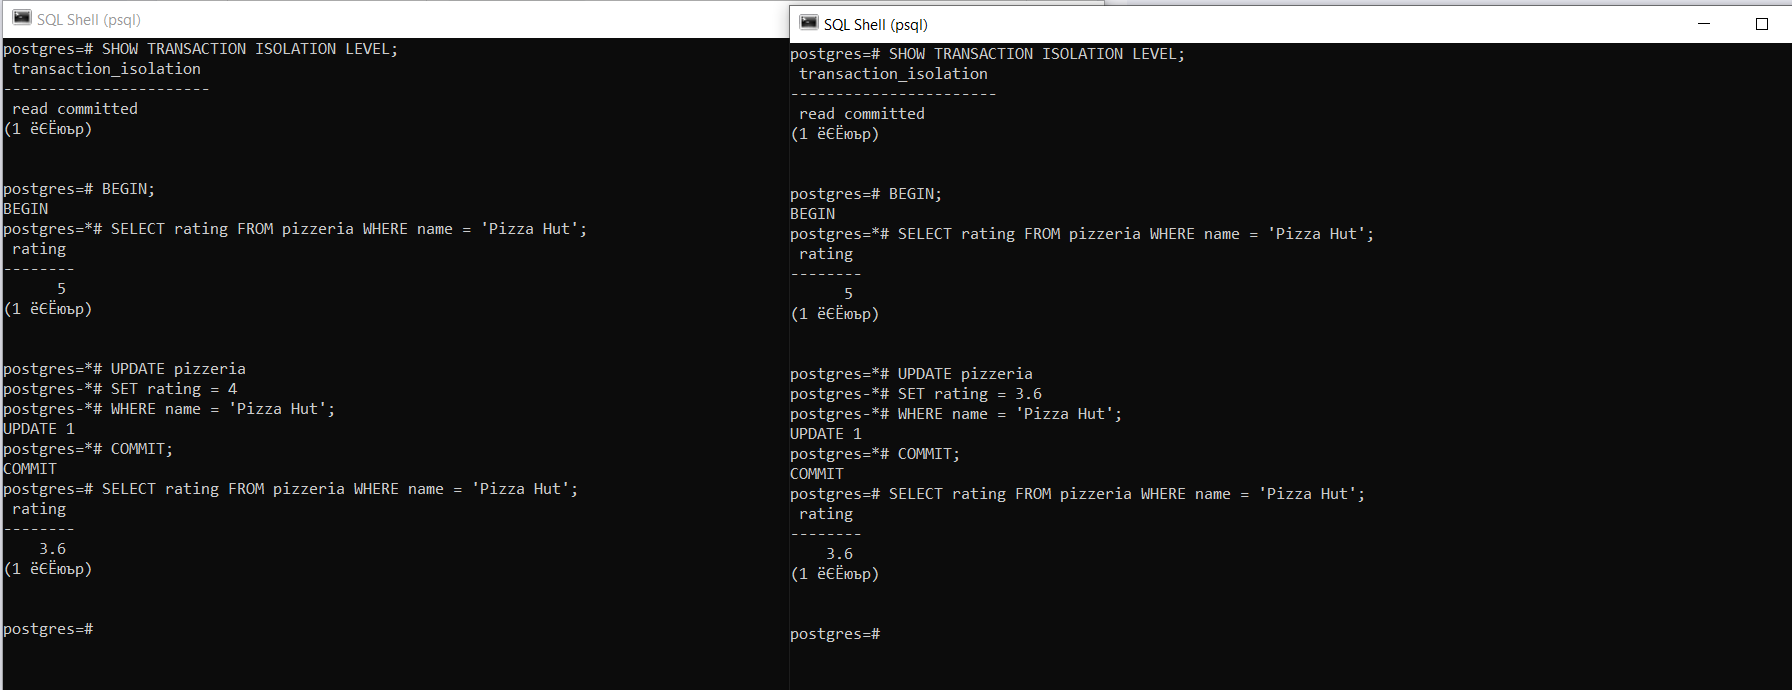 SQL Shell (psql)
postgres=# SHOW TRANSACTION ISOLATION LEVEL;
transaction_isolation
-----------------------
read committed
(1 ёЄЁюър)
postgres=# BEGIN;
BEGIN
postgres=*# SELECT rating FROM pizzeria WHERE name = 'Pizza Hut';
rating
--------
5
(1 ёЄЁюър)
postgres=*# UPDATE pizzeria
postgres-*# SET rating = 4
postgres-*# WHERE name = 'Pizza Hut';
UPDATE 1
postgres=*# COMMIT;
COMMIT
postgres=# SELECT rating FROM pizzeria WHERE name = 'Pizza Hut';
rating
--------
3.6
(1 ёЄЁюър)
postgres=#
SQL Shell (psql)
postgres=# SHOW TRANSACTION ISOLATION LEVEL;
transaction_isolation
-----------------------
read committed
(1 ёЄЁюър)
postgres=# BEGIN;
BEGIN
postgres=*# SELECT rating FROM pizzeria WHERE name = 'Pizza Hut';
rating
--------
5
(1 ёЄЁюър)
postgres=*# UPDATE pizzeria
postgres-*# SET rating = 3.6
postgres-*# WHERE name = 'Pizza Hut';
UPDATE 1
postgres=*# COMMIT;
COMMIT
postgres=# SELECT rating FROM pizzeria WHERE name = 'Pizza Hut';
rating
--------
3.6
(1 ёЄЁюър)
postgres=#